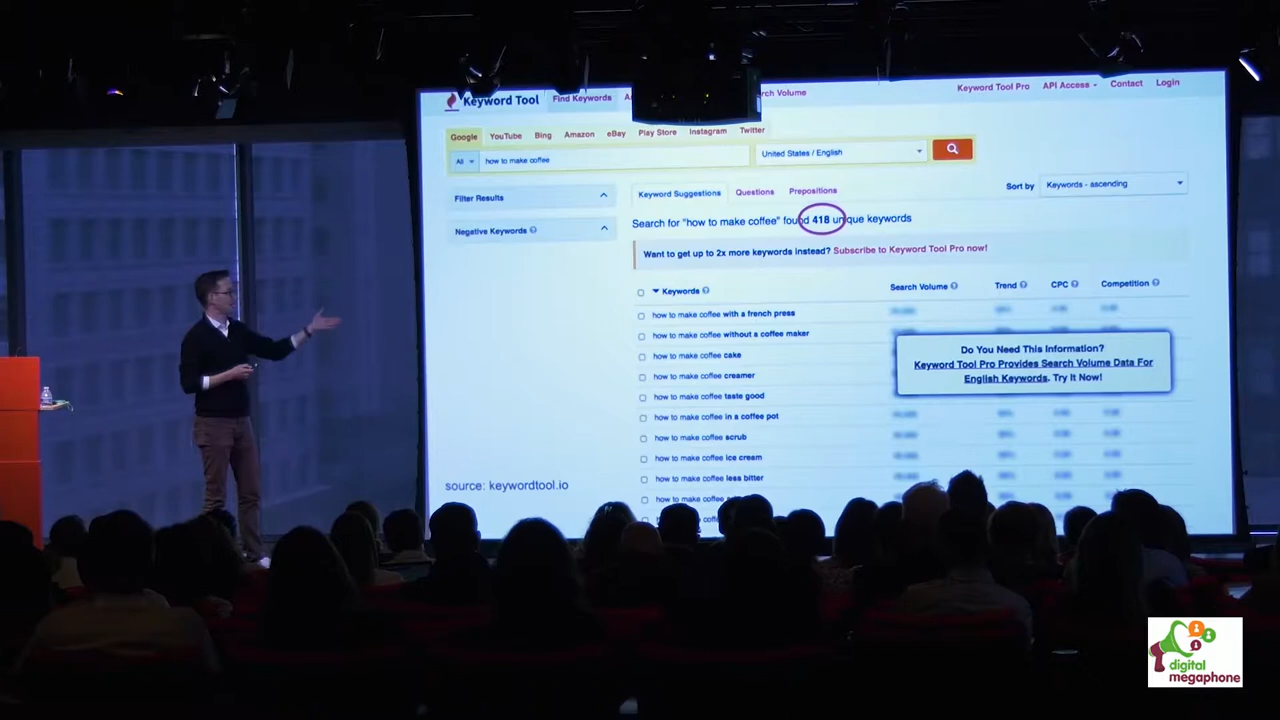 Keyword Tool Find Keywords rch Volume Keyword Tool Pro API Access Contact Login
Google YouTube Bing Amazon eBay Play Store Instagram Twitter
All how to make coffee United States / English
Filter Results
Negative Keywords
Keyword Suggestions Questions Prepositions Sort by Keywords - ascending
Search for "how to make coffee" found 418 unique keywords
Want to get up to 2x more keywords instead? Subscribe to Keyword Tool Pro now!
Keywords Search Volume Trend CPC Competition
how to make coffee with a french press
how to make coffee without a coffee maker
how to make coffee cake
how to make coffee creamer
how to make coffee taste good
how to make coffee in a coffee pot
how to make coffee scrub
how to make coffee ice cream
how to make coffee less bitter
how to make coffee
Do You Need This Information?
Keyword Tool Pro Provides Search Volume Data For
English Keywords. Try It Now!
source: keywordtool.io
digital
megaphone